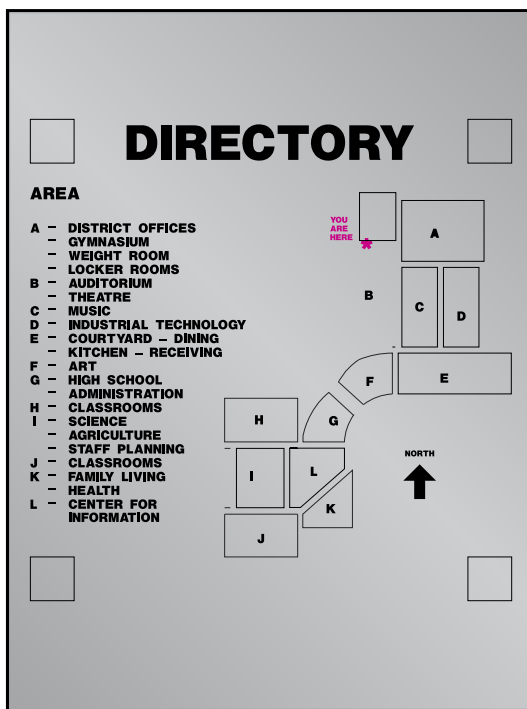 DIRECTORY
AREA
A – DISTRICT OFFICES
– GYMNASIUM
– WEIGHT ROOM
– LOCKER ROOMS
B – AUDITORIUM
– THEATRE
C – MUSIC
D – INDUSTRIAL TECHNOLOGY
E – COURTYARD – DINING
– KITCHEN – RECEIVING
F – ART
G – HIGH SCHOOL
– ADMINISTRATION
H – CLASSROOMS
I – SCIENCE
– AGRICULTURE
– STAFF PLANNING
J – CLASSROOMS
K – FAMILY LIVING
– HEALTH
L – CENTER FOR
INFORMATION
YOU
ARE
HERE
*
A
B
C
D
E
F
G
H
I
L
K
J
NORTH